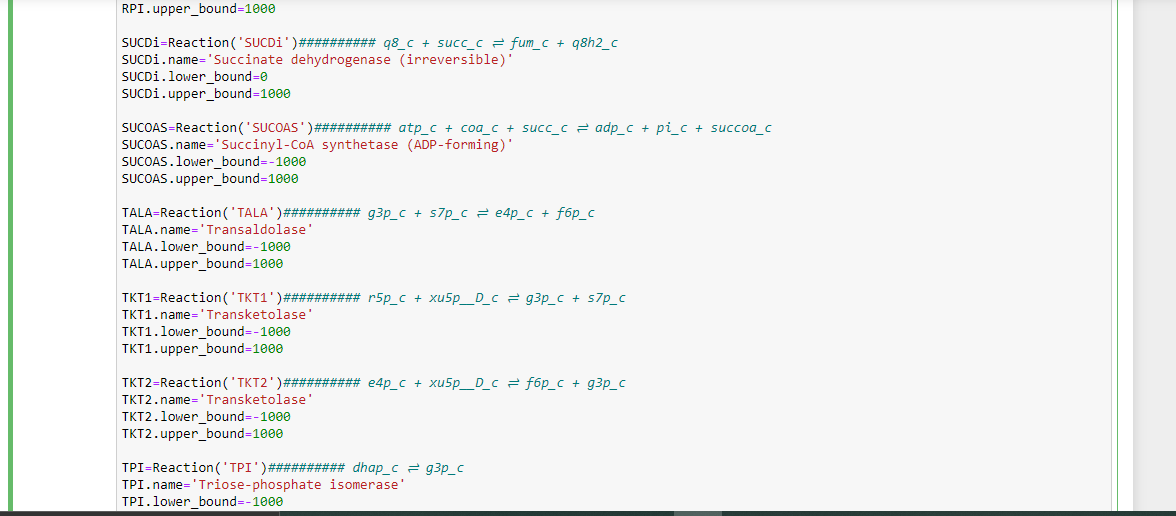 RPI.upper_bound=1000
SUCDi=Reaction('SUCDi')########## q8_c + succ_c ⇌ fum_c + q8h2_c
SUCDi.name='Succinate dehydrogenase (irreversible)'
SUCDi.lower_bound=0
SUCDi.upper_bound=1000
SUCOAS=Reaction('SUCOAS')########## atp_c + coa_c + succ_c ⇌ adp_c + pi_c + succoa_c
SUCOAS.name='Succinyl-CoA synthetase (ADP-forming)'
SUCOAS.lower_bound=-1000
SUCOAS.upper_bound=1000
TALA=Reaction('TALA')########## g3p_c + s7p_c ⇌ e4p_c + f6p_c
TALA.name='Transaldolase'
TALA.lower_bound=-1000
TALA.upper_bound=1000
TKT1=Reaction('TKT1')########## r5p_c + xu5p__D_c ⇌ g3p_c + s7p_c
TKT1.name='Transketolase'
TKT1.lower_bound=-1000
TKT1.upper_bound=1000
TKT2=Reaction('TKT2')########## e4p_c + xu5p__D_c ⇌ f6p_c + g3p_c
TKT2.name='Transketolase'
TKT2.lower_bound=-1000
TKT2.upper_bound=1000
TPI=Reaction('TPI')########## dhap_c ⇌ g3p_c
TPI.name='Triose-phosphate isomerase'
TPI.lower_bound=-1000